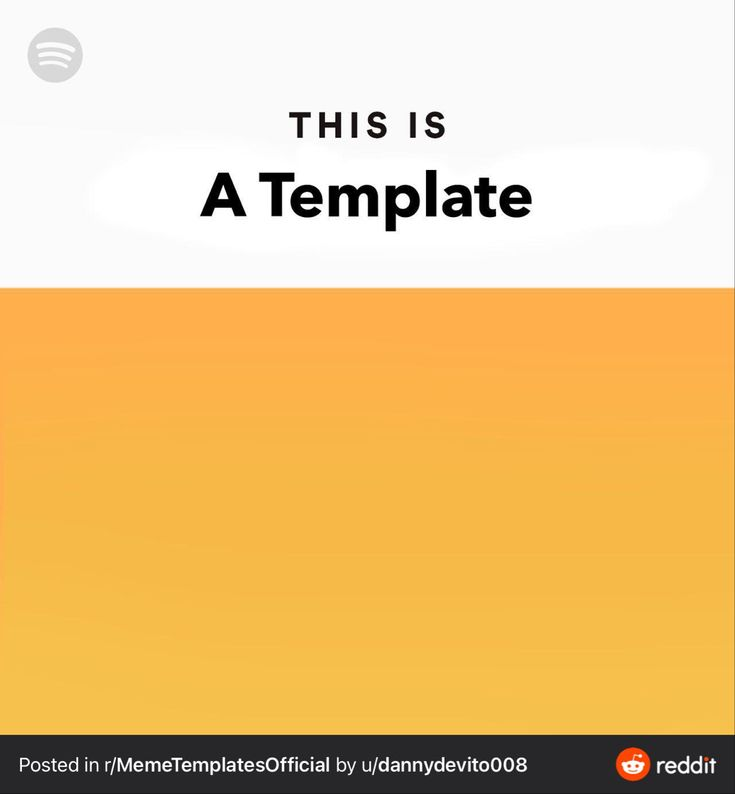 THIS IS
A Template
Posted in r/MemeTemplatesOfficial by u/dannydevito008
reddit